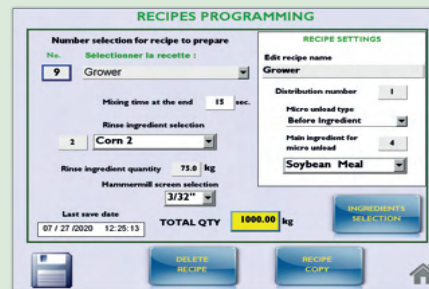 RECIPES PROGRAMMING
Number selection for recipe to prepare
No. Sélectionner la recette :
9 Grower
Mixing time at the end 15 sec.
Rinse ingredient selection
2 Corn 2
Rinse ingredient quantity 75.0 kg
Hammermill screen selection
3/32"
Last save date
07 / 27 /2020 12:25:13
TOTAL QTY 1000.00 kg
RECIPE SETTINGS
Edit recipe name
Grower
Distribution number 1
Micro unload type
Before Ingredient
Main ingredient for
micro unload 4
Soybean Meal
INGREDIENTS
SELECTION
DELETE
RECIPE
RECIPE
COPY